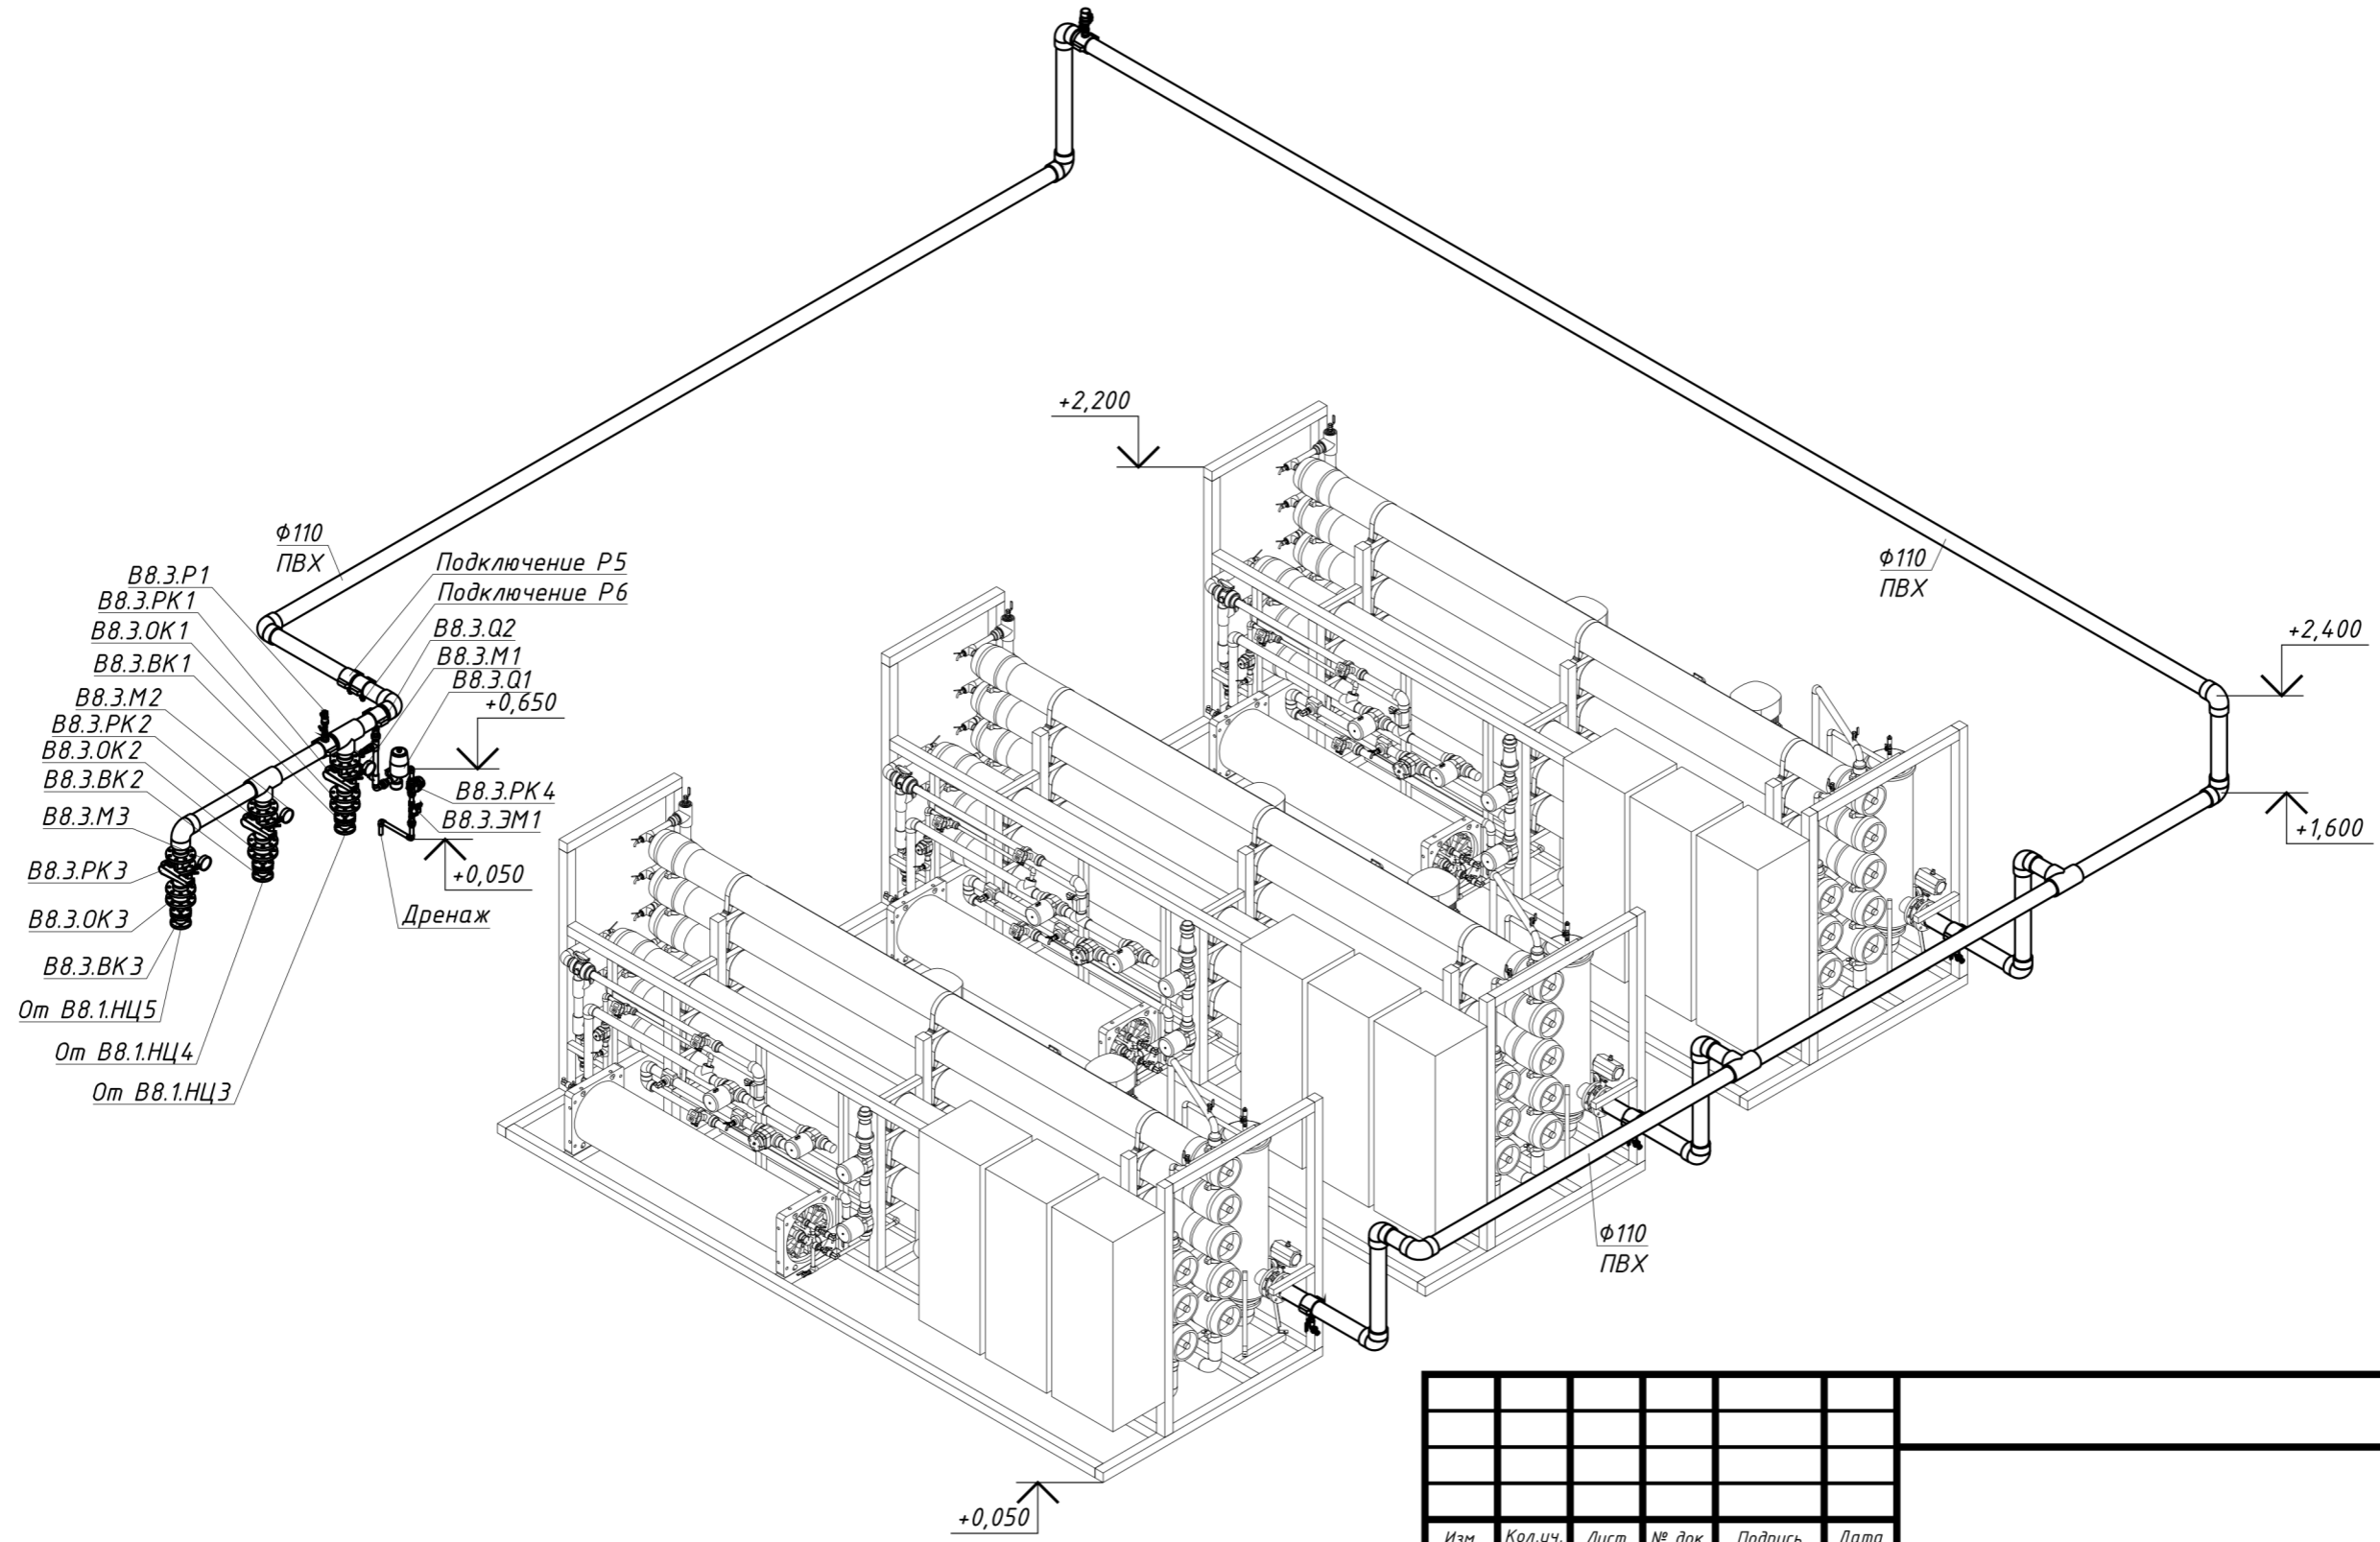 +2,200
Ф110
ПВХ
Подключение Р5
Подключение Р6
В8.3.Р1
В8.3.РК1
В8.3.ОК1
В8.3.ВК1
В8.3.М2
В8.3.РК2
В8.3.ОК2
В8.3.ВК2
В8.3.М3
В8.3.РК3
В8.3.ОК3
В8.3.ВК3
От В8.1.НЦ5
От В8.1.НЦ4
От В8.1.НЦ3
В8.3.Q2
В8.3.М1
В8.3.Q1
+0,650
В8.3.РК4
В8.3.ЭМ1
+0,050
Дренаж
Ф110
ПВХ
+2,400
+1,600
Ф110
ПВХ
+0,050
Изм Кол.уч. Лист № док Подпись Дата